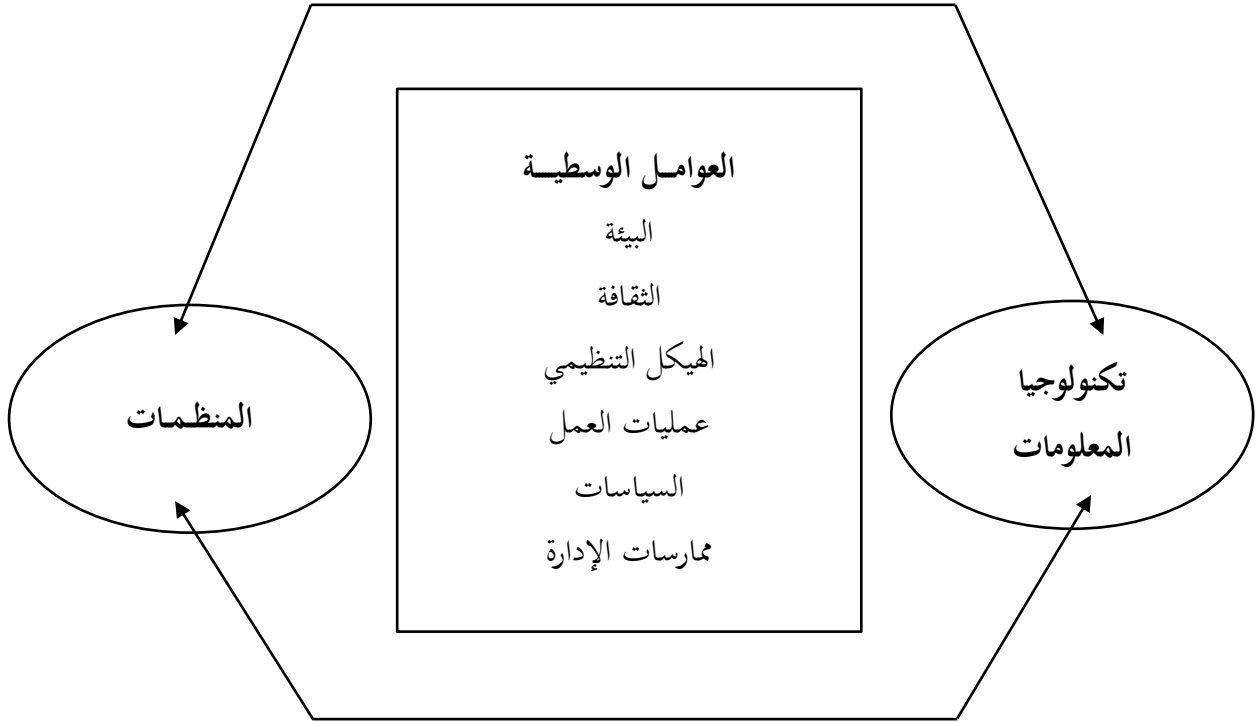 العوامل الوسطية
البيئة
الثقافة
الهيكل التنظيمي
عمليات العمل
السياسات
ممارسات الإدارة
تكنولوجيا
المعلومات
المنظمات